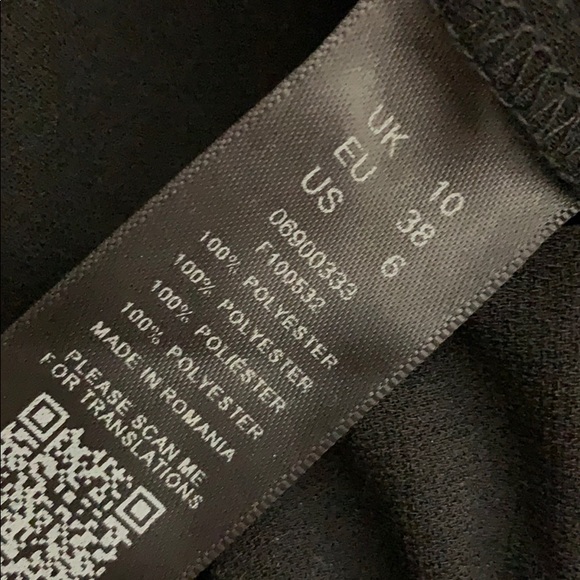 UK 10
EU 38
US 6
06900333
F100532
100% POLYESTER
100% POLYESTER
100% POLIÉSTER
100% POLYESTER
MADE IN ROMANIA
PLEASE SCAN ME
FOR TRANSLATIONS